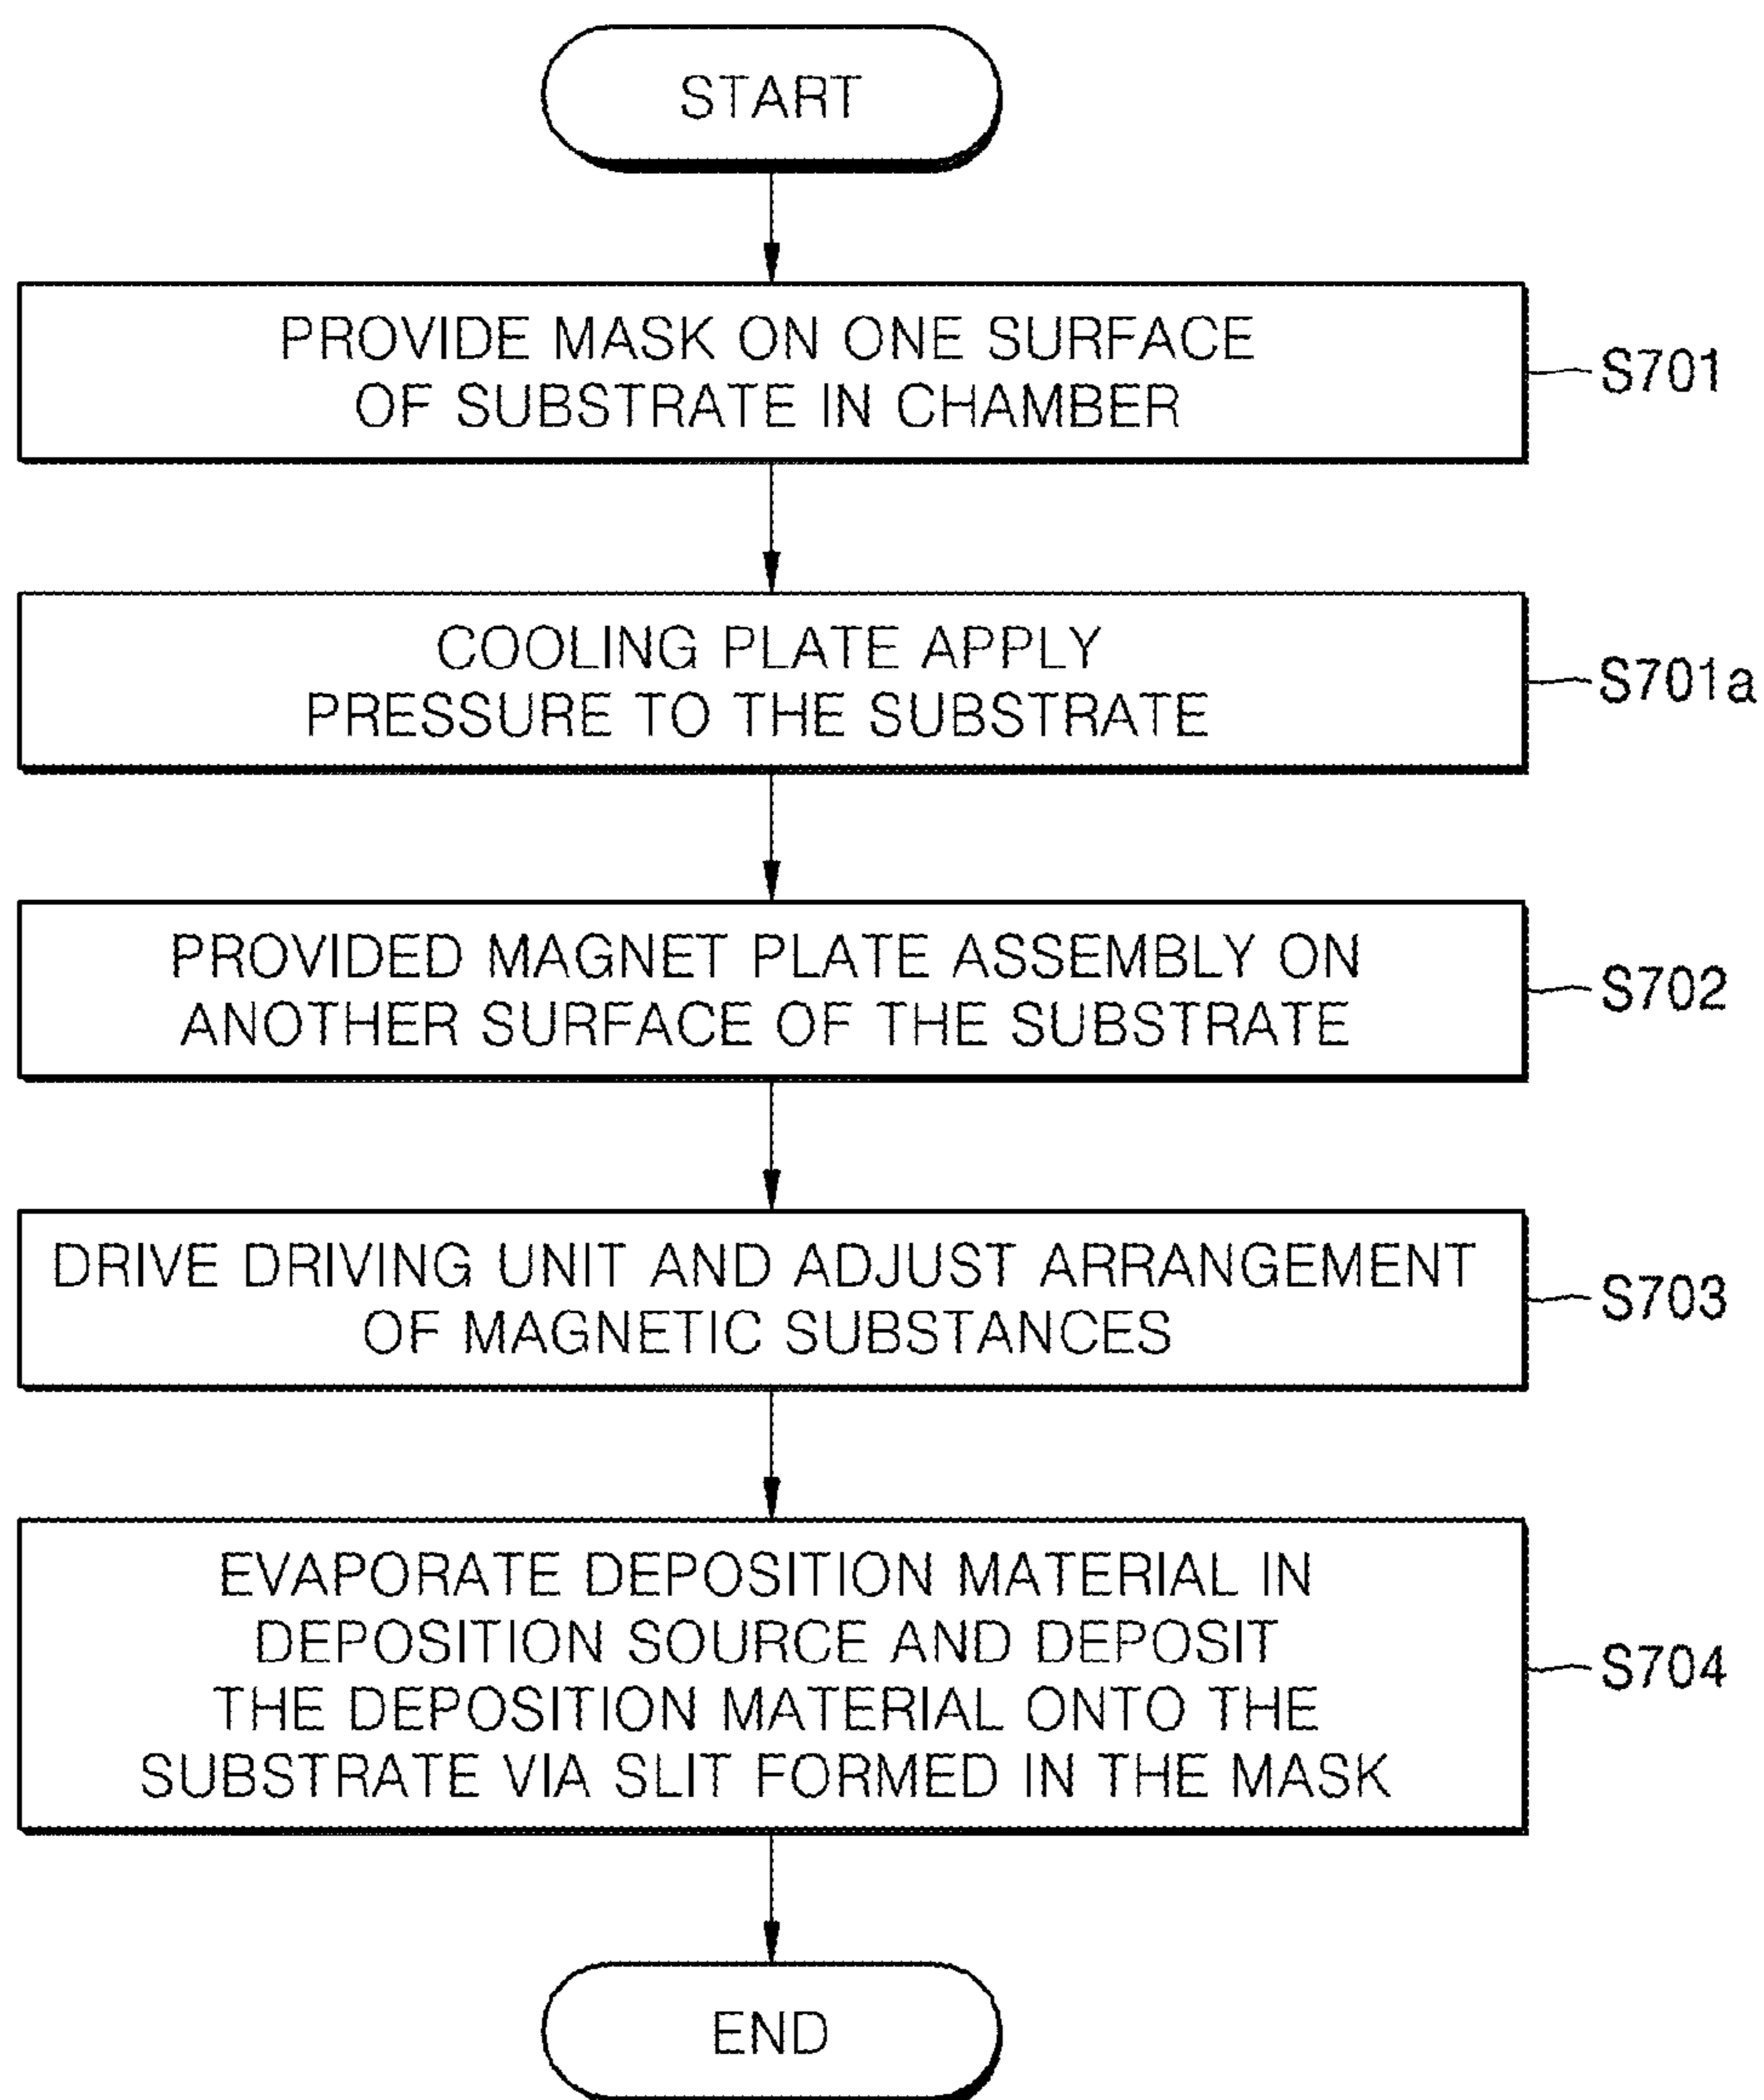 START
PROVIDE MASK ON ONE SURFACE
OF SUBSTRATE IN CHAMBER
S701
COOLING PLATE APPLY
PRESSURE TO THE SUBSTRATE
S701a
PROVIDED MAGNET PLATE ASSEMBLY ON
ANOTHER SURFACE OF THE SUBSTRATE
S702
DRIVE DRIVING UNIT AND ADJUST ARRANGEMENT
OF MAGNETIC SUBSTANCES
S703
EVAPORATE DEPOSITION MATERIAL IN
DEPOSITION SOURCE AND DEPOSIT
THE DEPOSITION MATERIAL ONTO THE
SUBSTRATE VIA SLIT FORMED IN THE MASK
S704
END